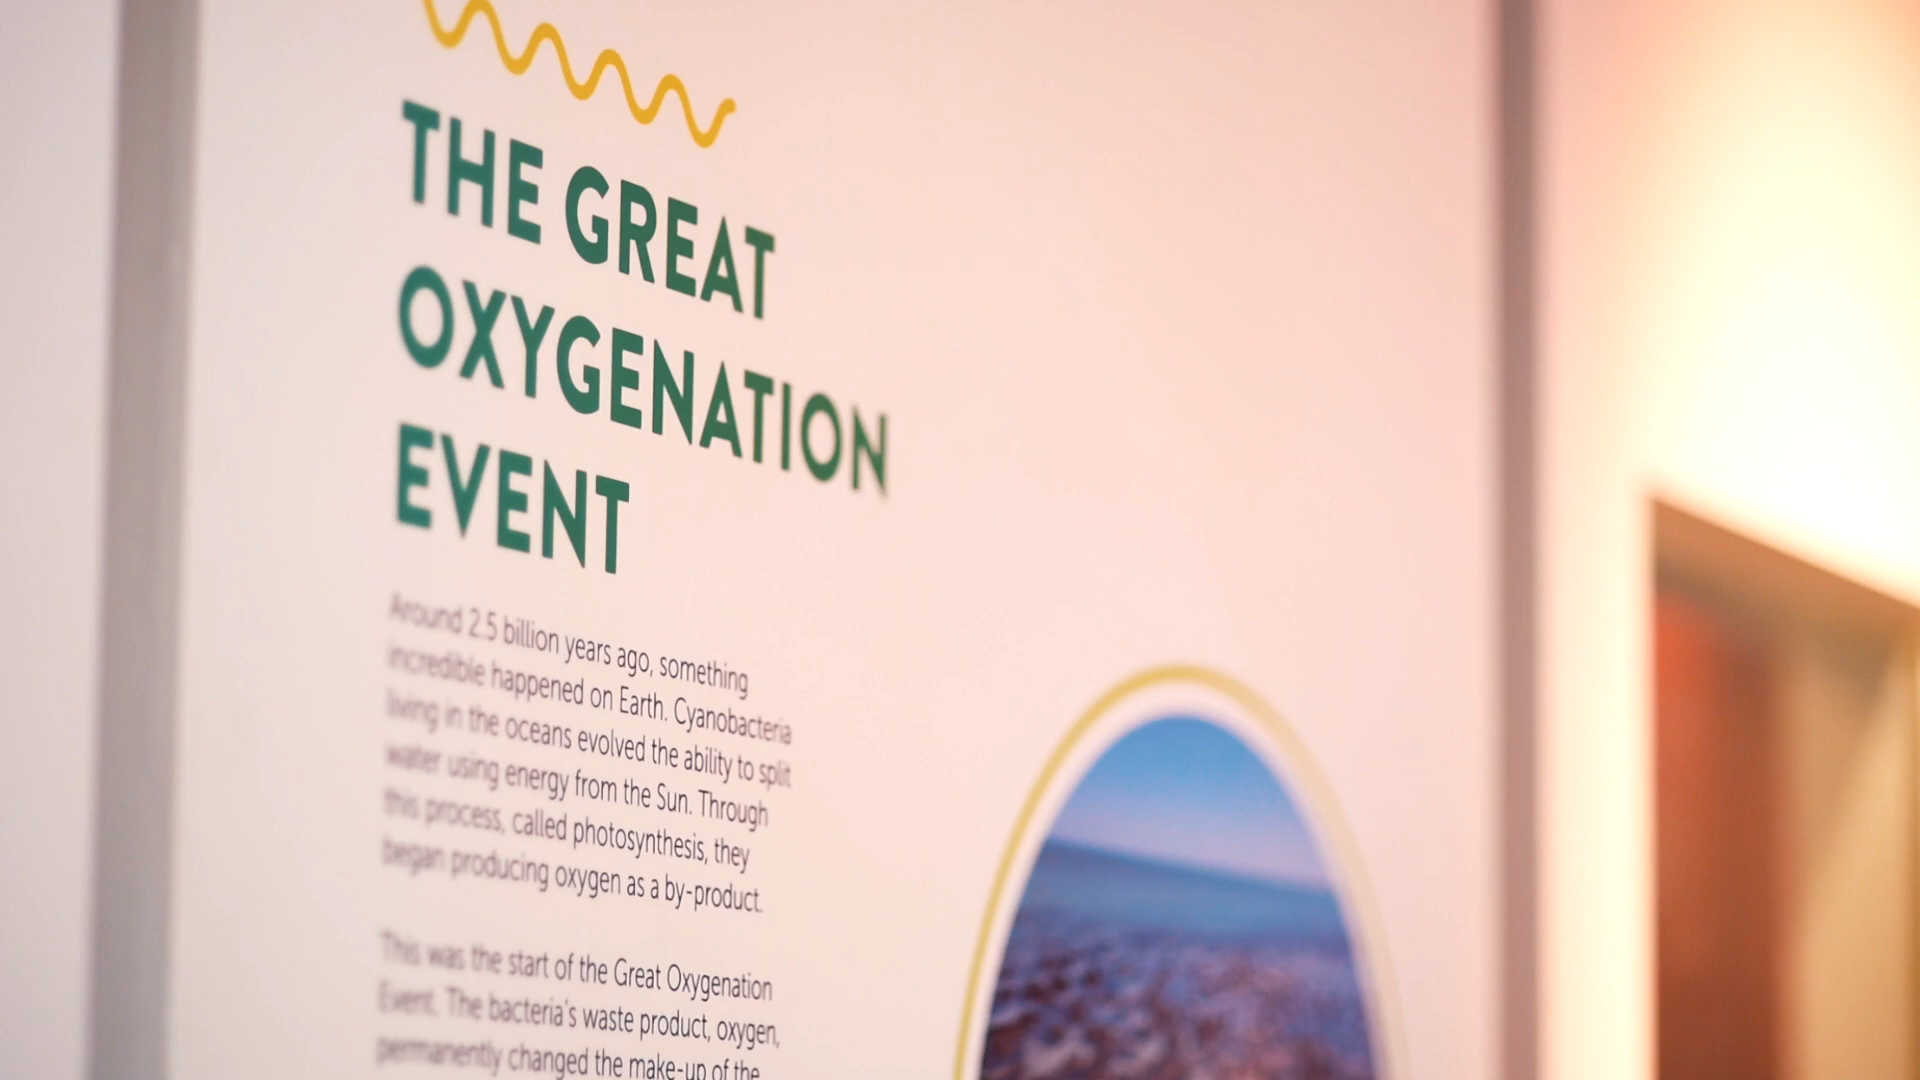 THE GREAT
OXYGENATION
EVENT
Around 2.5 billion years ago, something
incredible happened on Earth. Cyanobacteria
living in the oceans evolved the ability to split
water using energy from the Sun. Through
this process, called photosynthesis, they
began producing oxygen as a by-product.
This was the start of the Great Oxygenation
Event. The bacteria's waste product, oxygen,
permanently changed the make-up of the